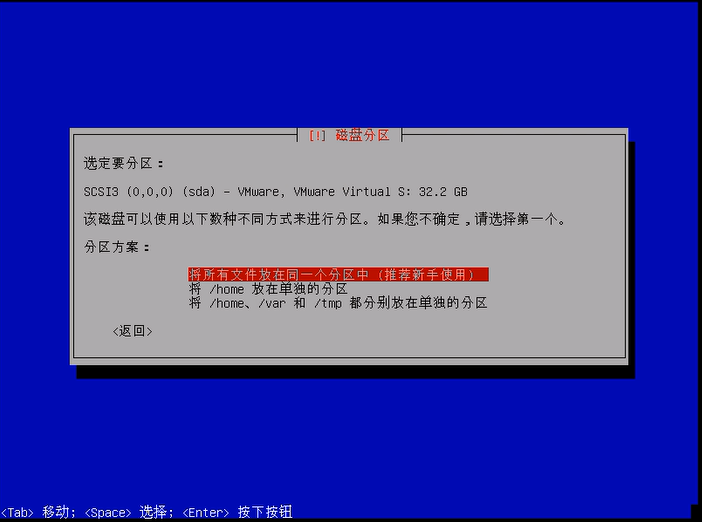 [!] 磁盘分区
选定要分区：
SCSI3 (0,0,0) (sda) - VMware, VMware Virtual S: 32.2 GB
该磁盘可以使用以下数种不同方式来进行分区。如果您不确定，请选择第一个。
分区方案：
将所有文件放在同一个分区中（推荐新手使用）
将 /home 放在单独的分区
将 /home、/var 和 /tmp 都分别放在单独的分区
<返回>
<Tab> 移动; <Space> 选择; <Enter> 按下按钮